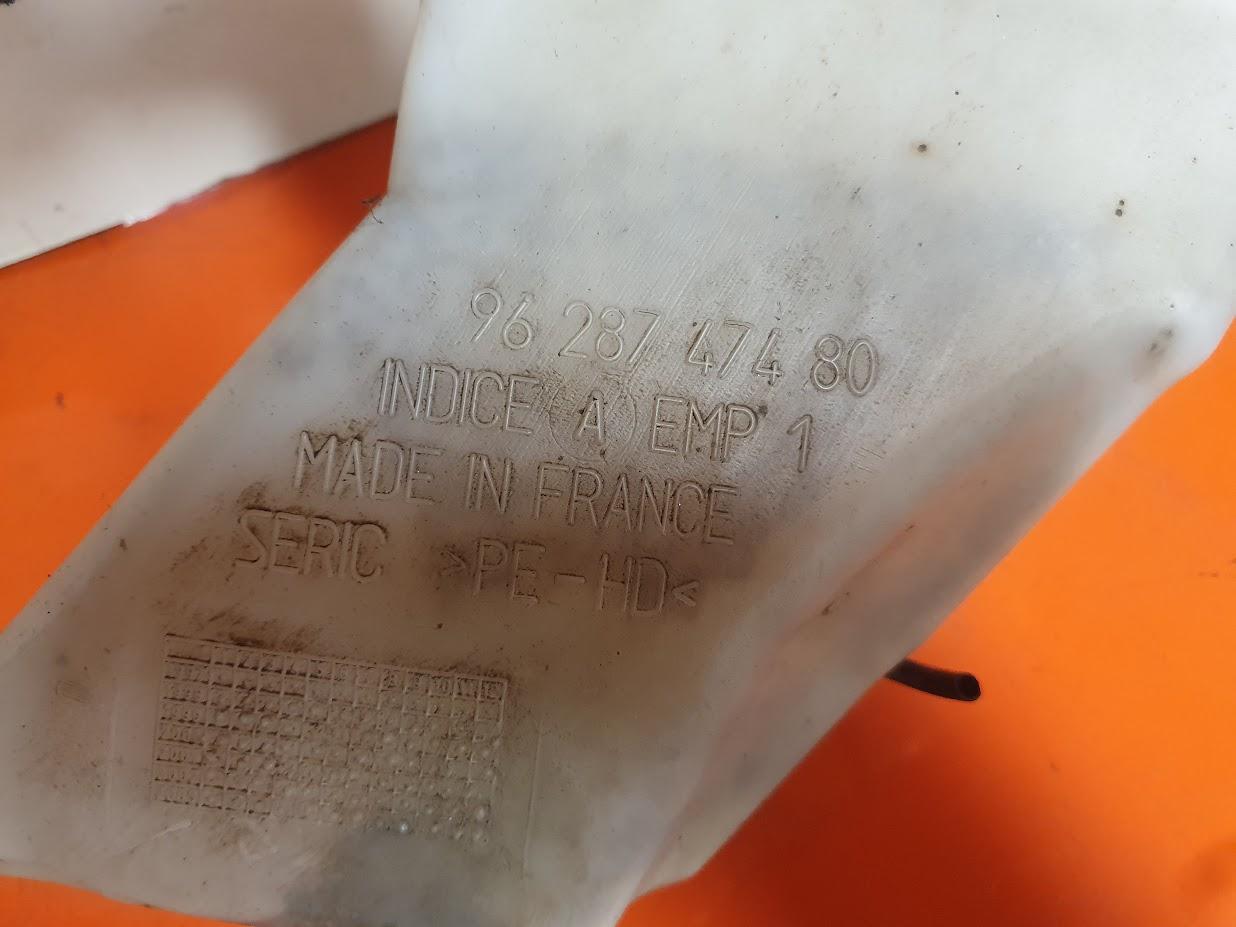 96 287 474 80
INDICE A EMP 1
MADE IN FRANCE
SERIC >PE-HD<